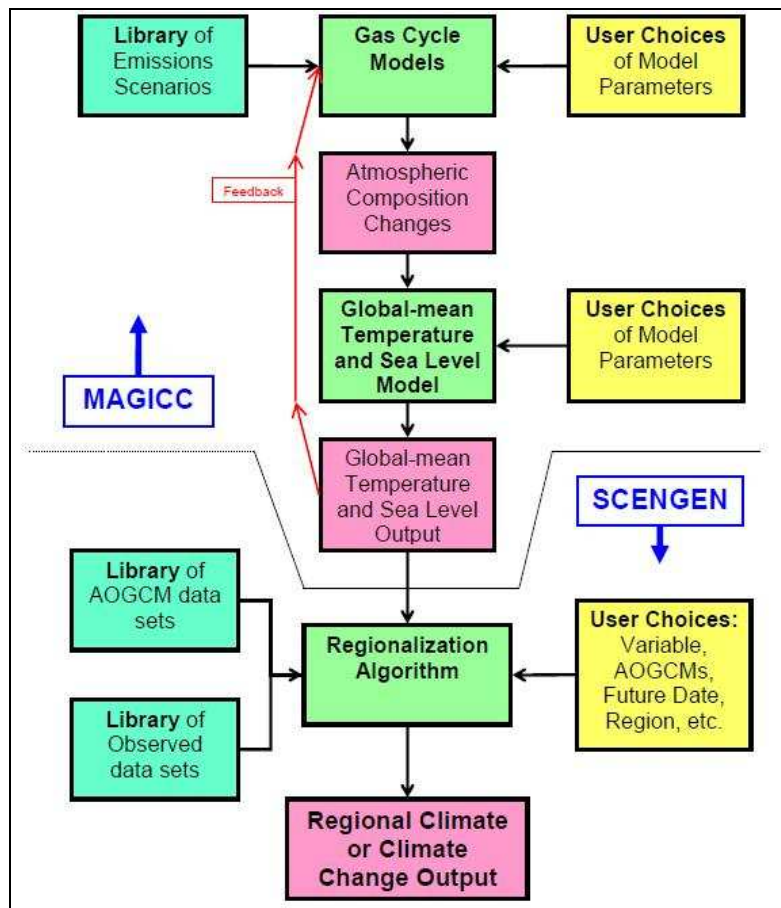 Library of
Emissions
Scenarios
Gas Cycle
Models
User Choices
of Model
Parameters
Feedback
Atmospheric
Composition
Changes
Global-mean
Temperature
and Sea Level
Model
User Choices
of Model
Parameters
MAGICC
Global-mean
Temperature
and Sea Level
Output
SCENGEN
Library of
AOGCM data
sets
Regionalization
Algorithm
User Choices:
Variable,
AOGCMs,
Future Date,
Region, etc.
Library of
Observed
data sets
Regional Climate
or Climate
Change Output